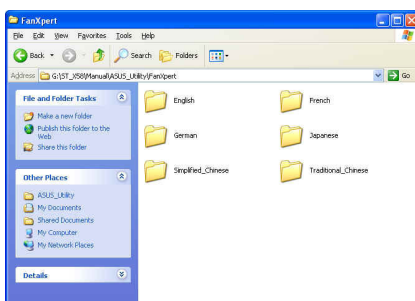 FanXpert
File Edit View Favorites Tools Help
Back Search Folders
Address G:\ST_X58\Manual\ASUS_Utility\FanXpert Go
File and Folder Tasks
Make a new folder
Publish this folder to the
Web
Share this folder
Other Places
ASUS_Utility
My Documents
Shared Documents
My Computer
My Network Places
Details
English French
German Japanese
Simplified_Chinese Traditional_Chinese